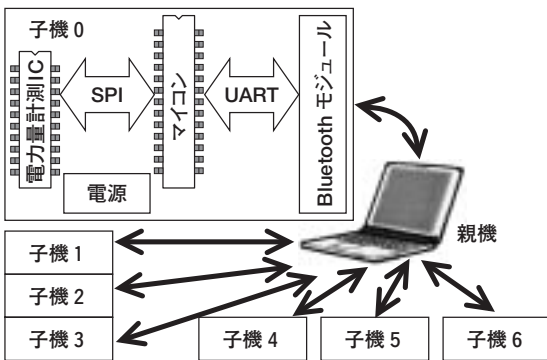 子機 0
電力量計測IC
SPI
マイコン
UART
Bluetooth モジュール
電源
親機
子機 1
子機 2
子機 3
子機 4
子機 5
子機 6